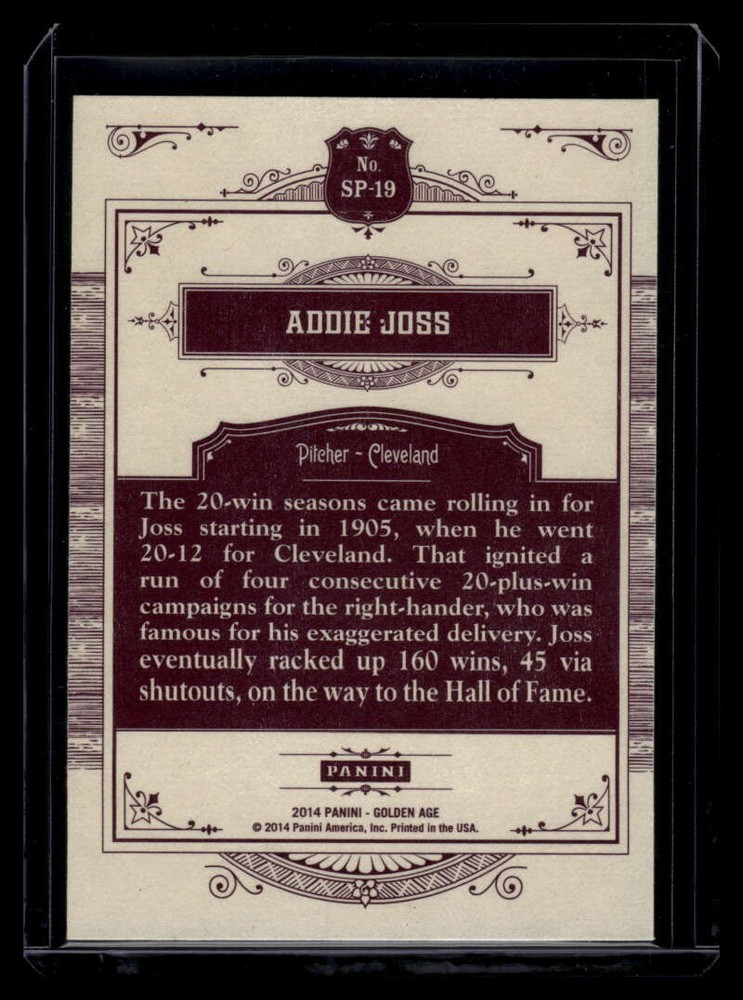 No.
SP-19
ADDIE JOSS
Pitcher ~ Cleveland
The 20-win seasons came rolling in for
Joss starting in 1905, when he went
20-12 for Cleveland. That ignited a
run of four consecutive 20-plus-win
campaigns for the right-hander, who was
famous for his exaggerated delivery. Joss
eventually racked up 160 wins, 45 via
shutouts, on the way to the Hall of Fame.
PANINI
2014 PANINI - GOLDEN AGE
© 2014 Panini America, Inc. Printed in the USA.